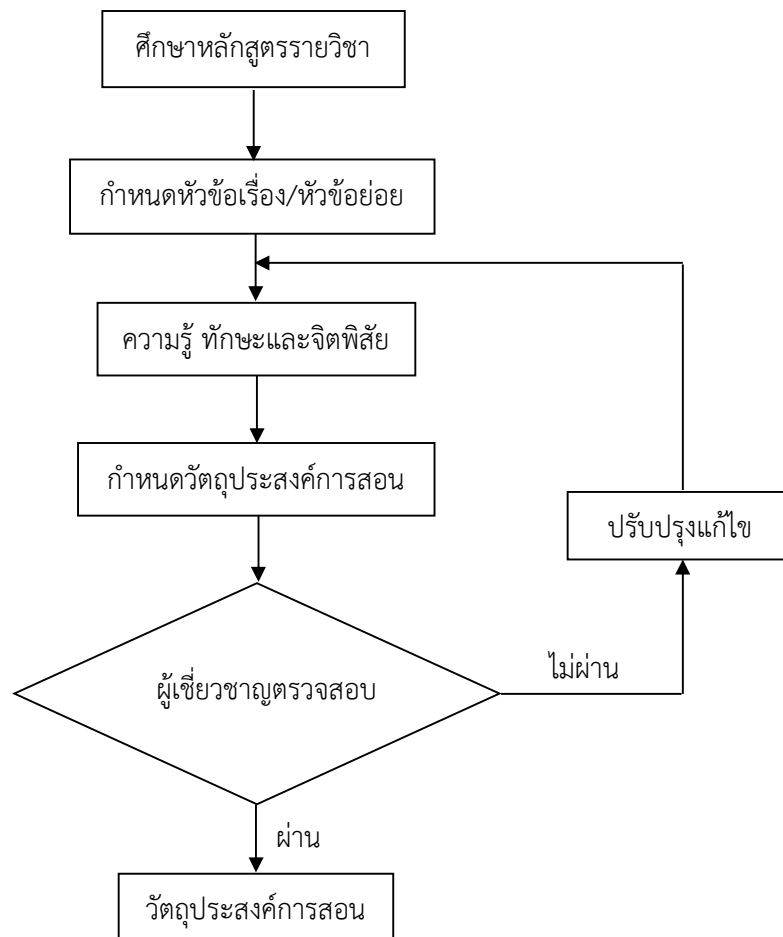 ศึกษาหลักสูตรรายวิชา
กำหนดหัวข้อเรื่อง/หัวข้อย่อย
ความรู้ ทักษะและจิตพิสัย
กำหนดวัตถุประสงค์การสอน
ปรับปรุงแก้ไข
ไม่ผ่าน
ผู้เชี่ยวชาญตรวจสอบ
ผ่าน
วัตถุประสงค์การสอน